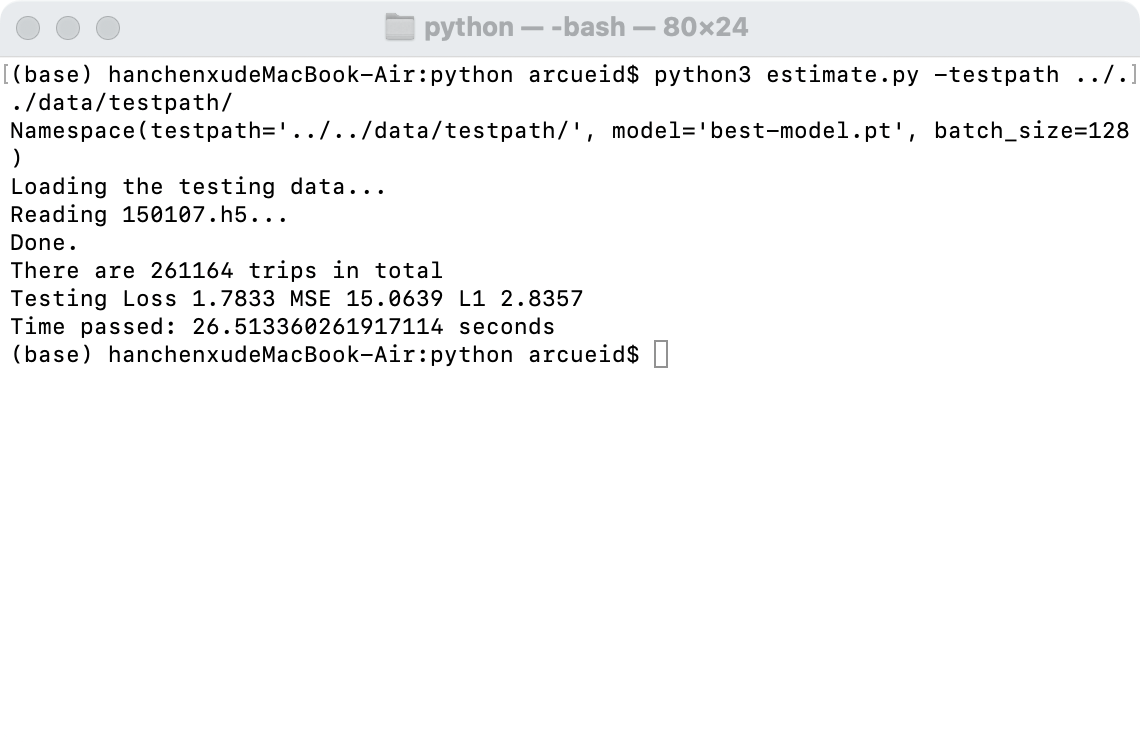 python — -bash — 80×24
[(base) hanchenxudeMacBook-Air:python arcueid$ python3 estimate.py -testpath ../.]
./data/testpath/
Namespace(testpath='../../data/testpath/', model='best-model.pt', batch_size=128
)
Loading the testing data...
Reading 150107.h5...
Done.
There are 261164 trips in total
Testing Loss 1.7833 MSE 15.0639 L1 2.8357
Time passed: 26.513360261917114 seconds
(base) hanchenxudeMacBook-Air:python arcueid$